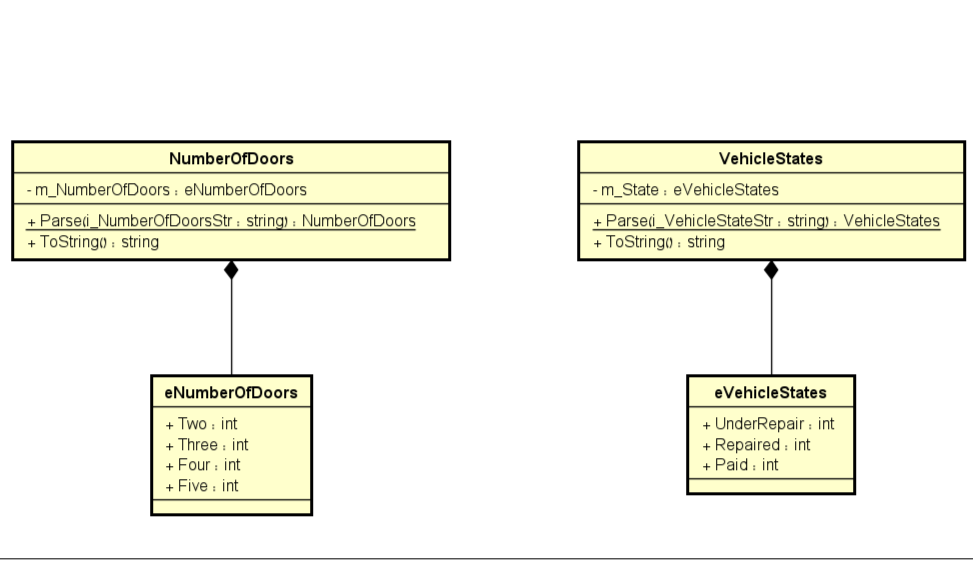 NumberOfDoors
- m_NumberOfDoors : eNumberOfDoors
+ Parse(i_NumberOfDoorsStr : string) : NumberOfDoors
+ ToString() : string
VehicleStates
- m_State : eVehicleStates
+ Parse(i_VehicleStateStr : string) : VehicleStates
+ ToString() : string
eNumberOfDoors
+ Two : int
+ Three : int
+ Four : int
+ Five : int
eVehicleStates
+ UnderRepair : int
+ Repaired : int
+ Paid : int